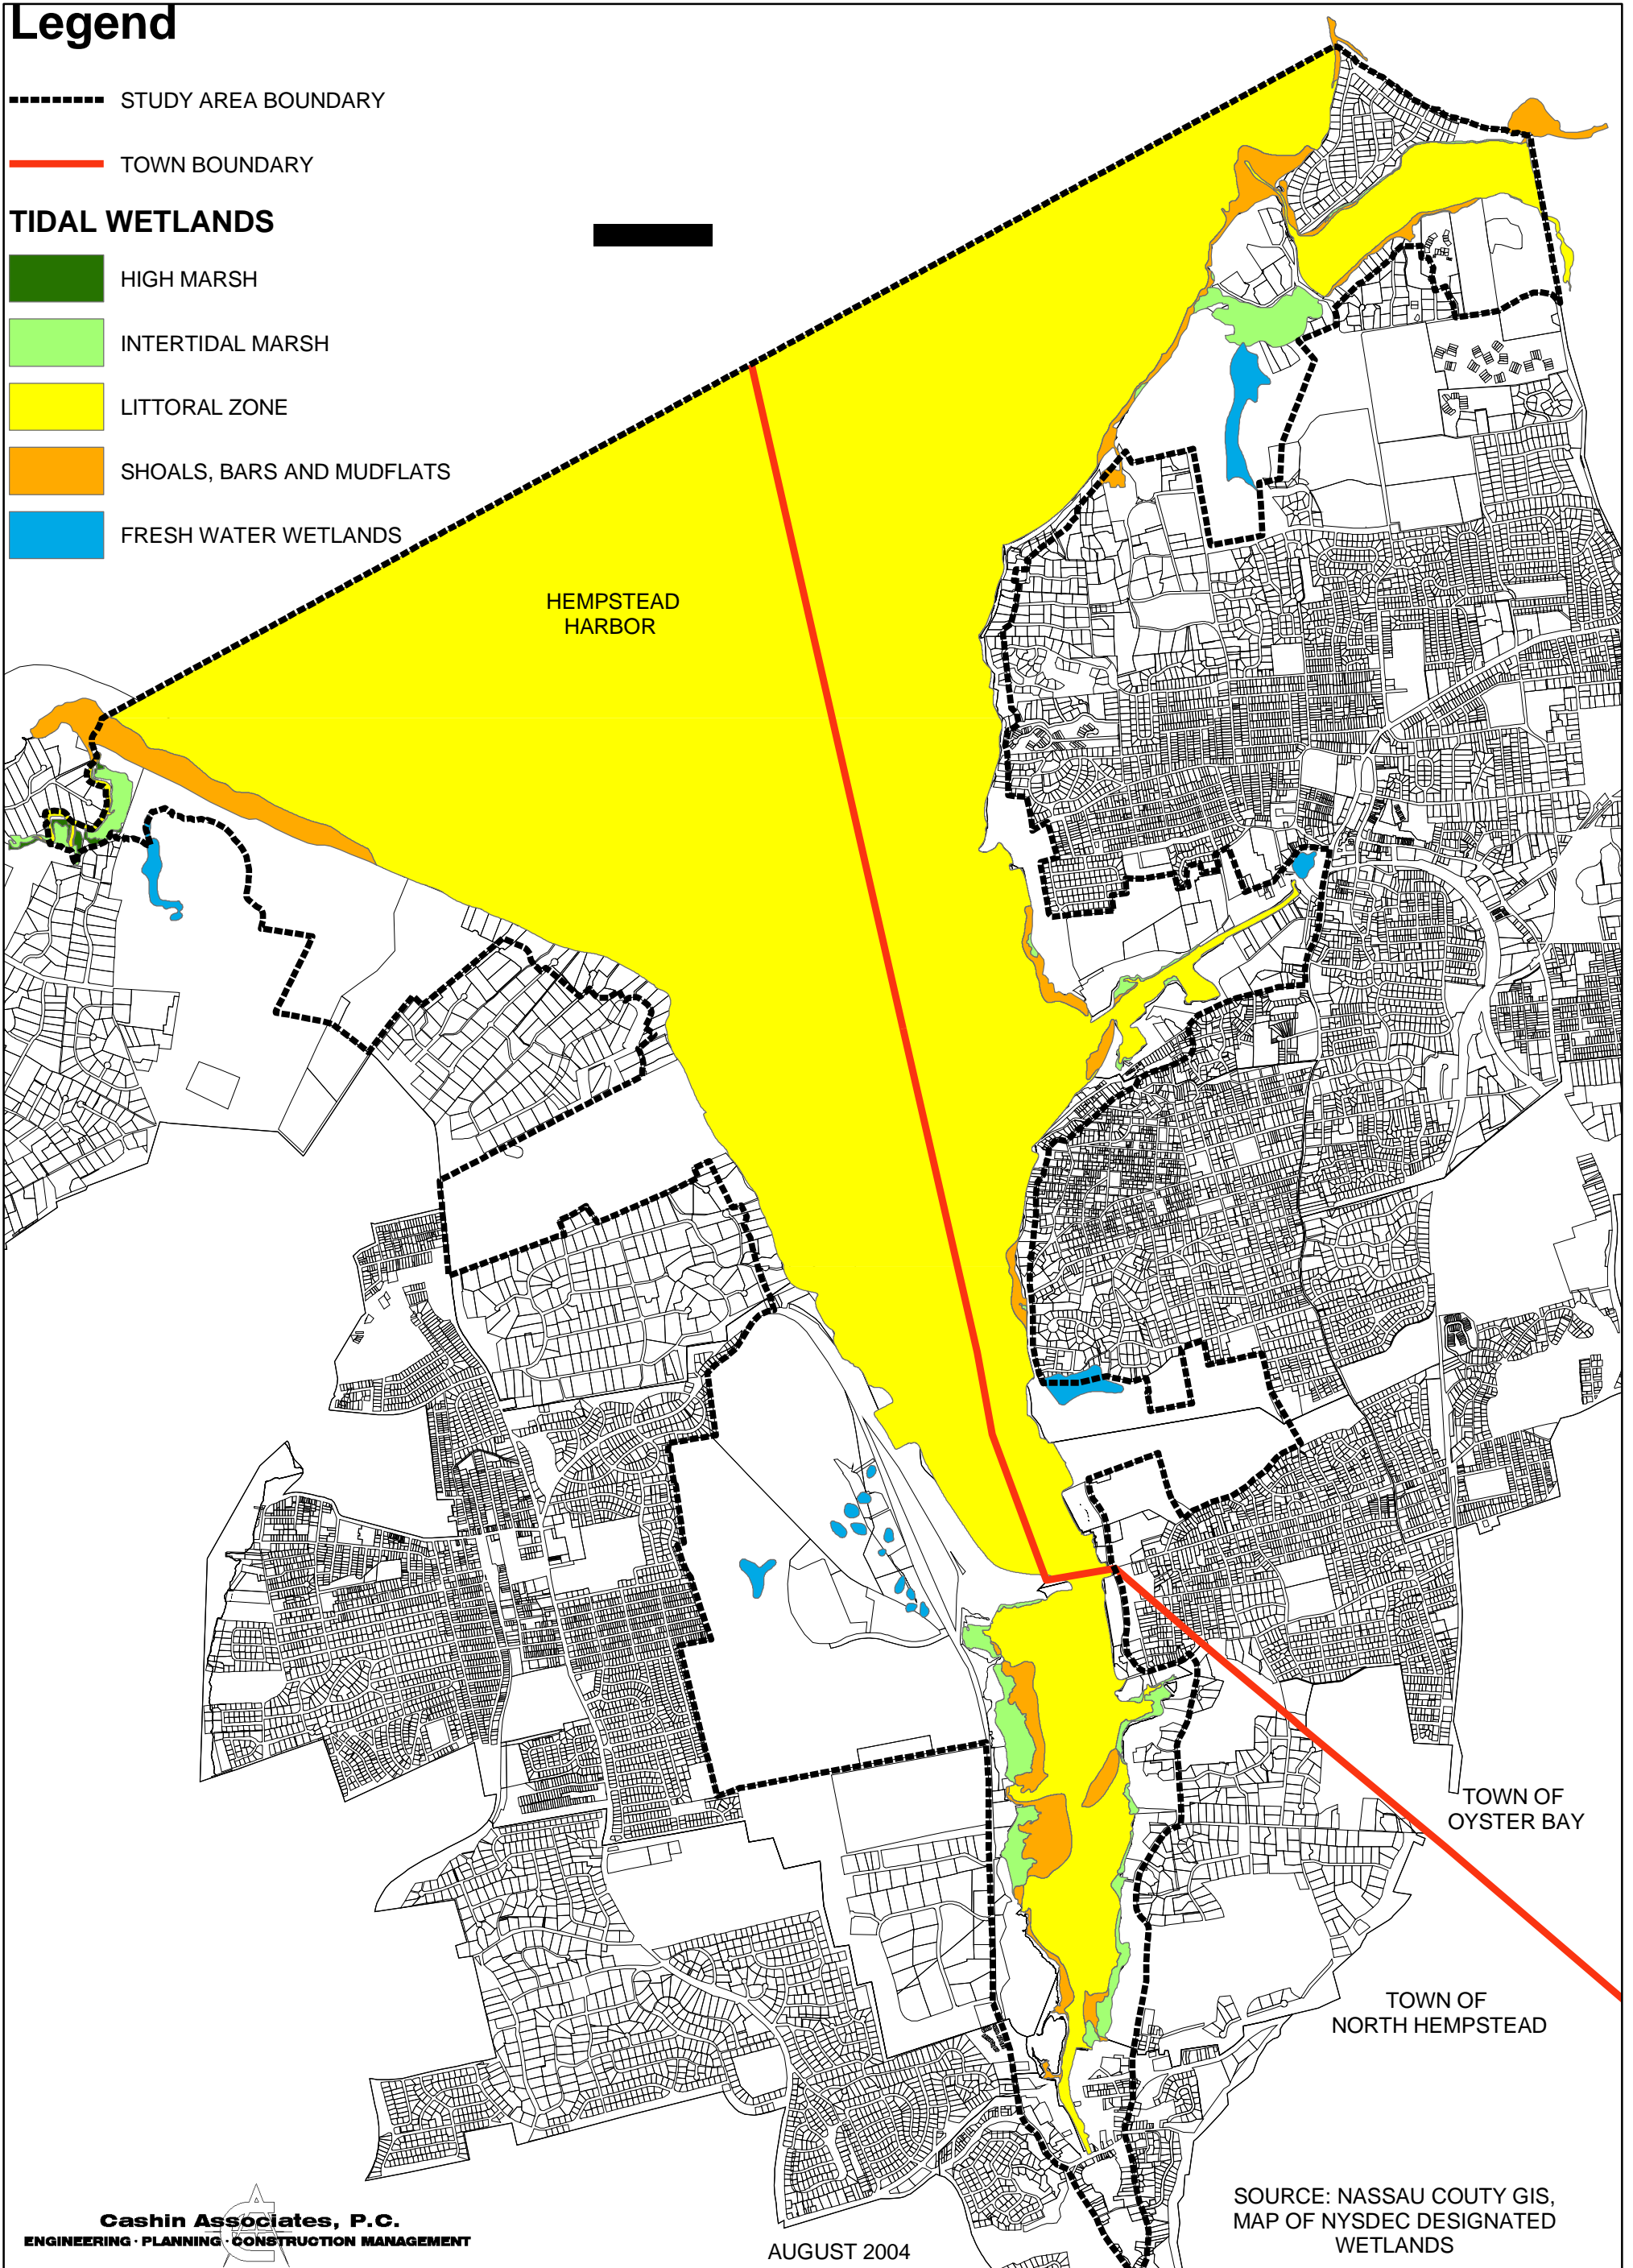 Legend
STUDY AREA BOUNDARY
TOWN BOUNDARY
TIDAL WETLANDS
HIGH MARSH
INTERTIDAL MARSH
LITTORAL ZONE
SHOALS, BARS AND MUDFLATS
FRESH WATER WETLANDS
HEMPSTEAD
HARBOR
TOWN OF
OYSTER BAY
TOWN OF
NORTH HEMPSTEAD
Cashin Associates, P.C.
ENGINEERING · PLANNING · CONSTRUCTION MANAGEMENT
AUGUST 2004
SOURCE: NASSAU COUTY GIS,
MAP OF NYSDEC DESIGNATED
WETLANDS